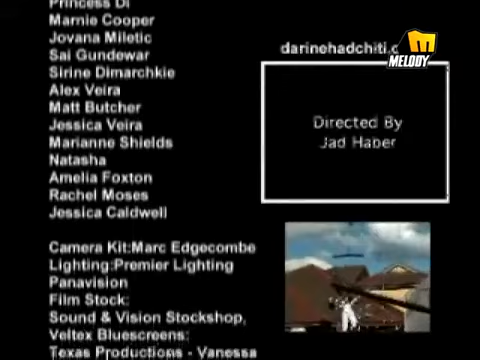 Princess Di
Marnie Cooper
Jovana Miletic
Sai Gundewar
Sirine Dimarchkie
Alex Veira
Matt Butcher
Jessica Veira
Marianne Shields
Natasha
Amelia Foxton
Rachel Moses
Jessica Caldwell
Camera Kit:Marc Edgecombe
Lighting:Premier Lighting
Panavision
Film Stock:
Sound & Vision Stockshop,
Veltex Bluescreens:
Texas Productions - Vanessa
darinehadchiti.c
MELODY
Directed By
Jad Haber